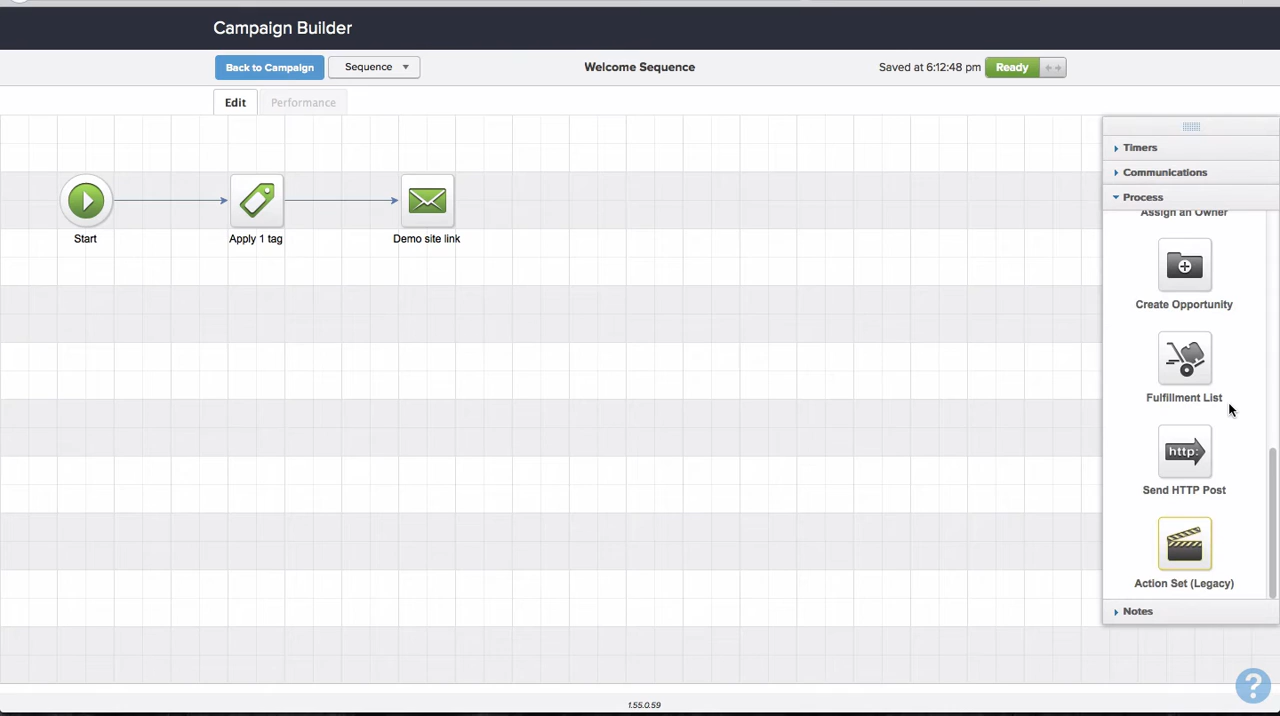 Campaign Builder
Back to Campaign
Sequence
Welcome Sequence
Saved at 6:12:48 pm
Ready
Edit
Performance
Timers
Communications
Process
Assign an Owner
Start
Apply 1 tag
Demo site link
Create Opportunity
Fulfillment List
http:
Send HTTP Post
Action Set (Legacy)
Notes
?
1.55.0.59